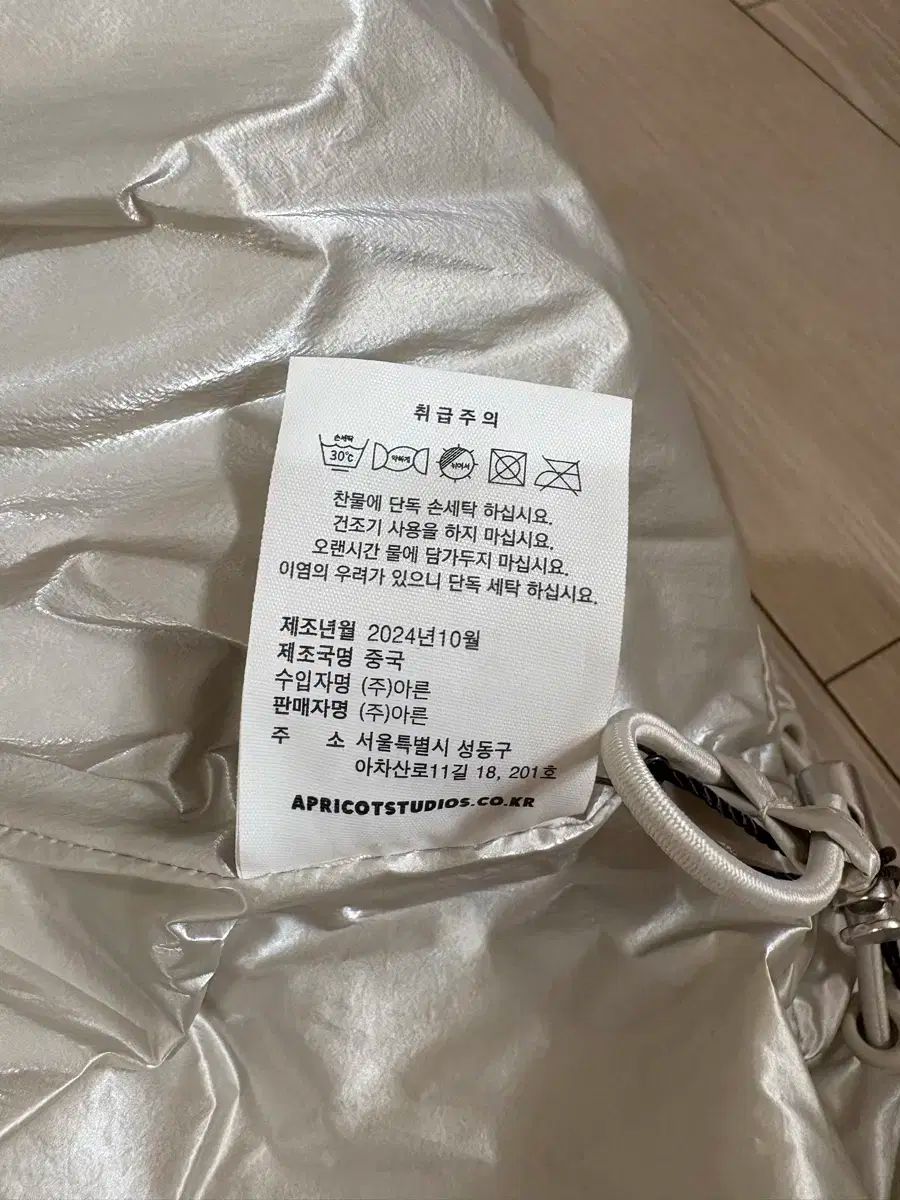 취급주의
손세탁
30℃
약하게
뉘어서
찬물에 단독 손세탁 하십시요.
건조기 사용을 하지 마십시요.
오랜시간 물에 담가두지 마십시요.
이염의 우려가 있으니 단독 세탁 하십시요.
제조년월 2024년10월
제조국명 중국
수입자명 (주)아른
판매자명 (주)아른
주 소 서울특별시 성동구
아차산로11길 18, 201호
APRICOTSTUDIOS.CO.KR